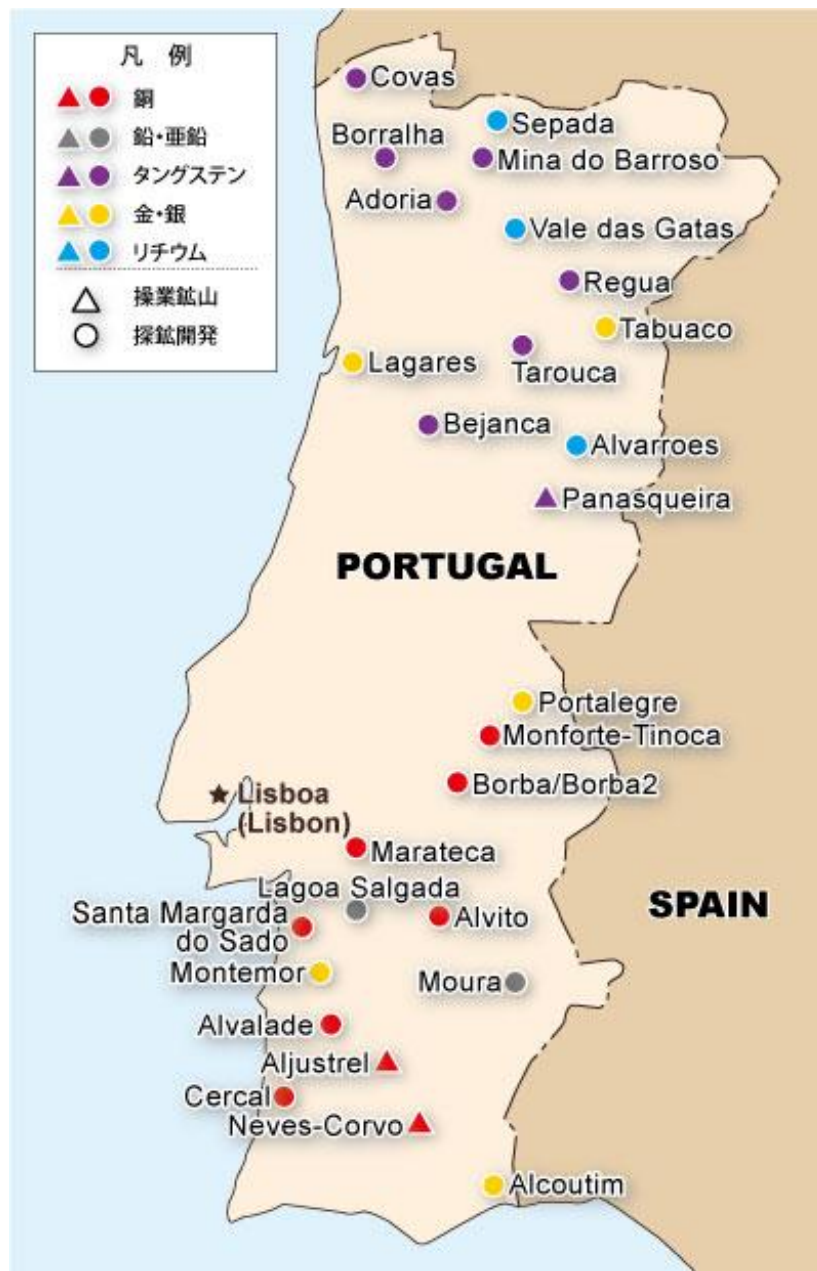 凡 例
銅
鉛・亜鉛
タングステン
金・銀
リチウム
操業鉱山
探鉱開発
Covas
Sepada
Borralha
Mina do Barroso
Adoria
Vale das Gatas
Regua
Tabuaco
Lagares
Tarouca
Bejanca
Alvarroes
Panasqueira
PORTUGAL
Portalegre
Monforte-Tinoca
Borba/Borba2
Lisboa
(Lisbon)
Marateca
Lagoa Salgada
Santa Margarda
do Sado
Alvito
SPAIN
Montemor
Moura
Alvalade
Aljustrel
Cercal
Neves-Corvo
Alcoutim